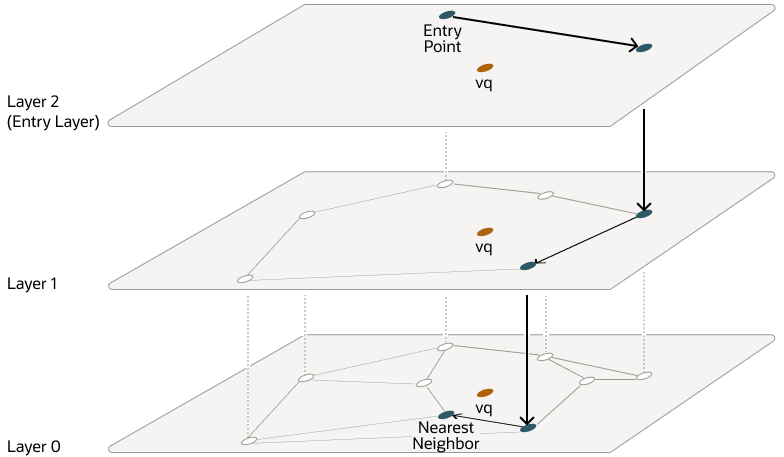 Entry
Point
vq
Layer 2
(Entry Layer)
vq
Layer 1
vq
Nearest
Neighbor
Layer 0